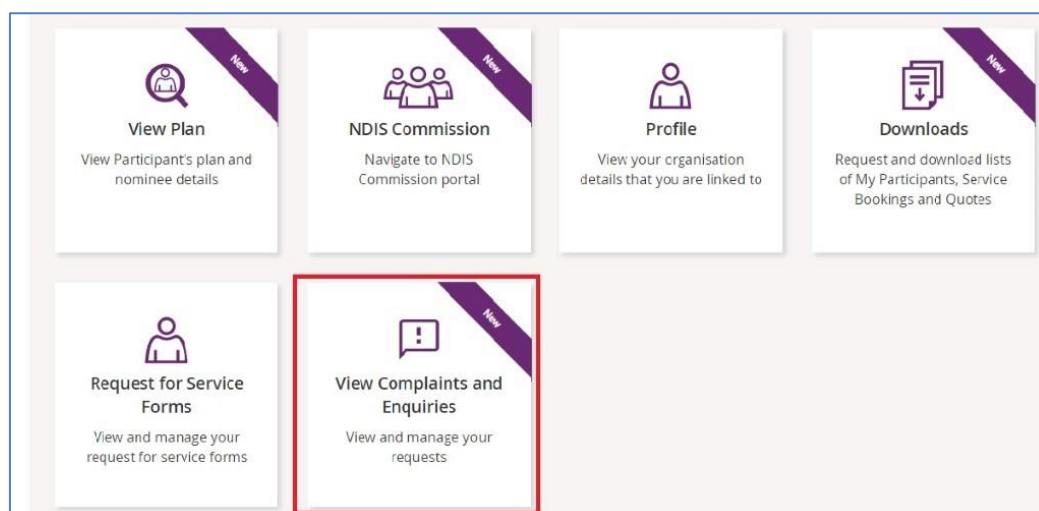 New
View Plan
View Participant's plan and
nominee details
New
NDIS Commission
Navigate to NDIS
Commission portal
Profile
View your organisation
details that you are linked to
New
Downloads
Request and download lists
of My Participants, Service
Bookings and Quotes
Request for Service
Forms
View and manage your
request for service forms
New
View Complaints and
Enquiries
View and manage your
requests